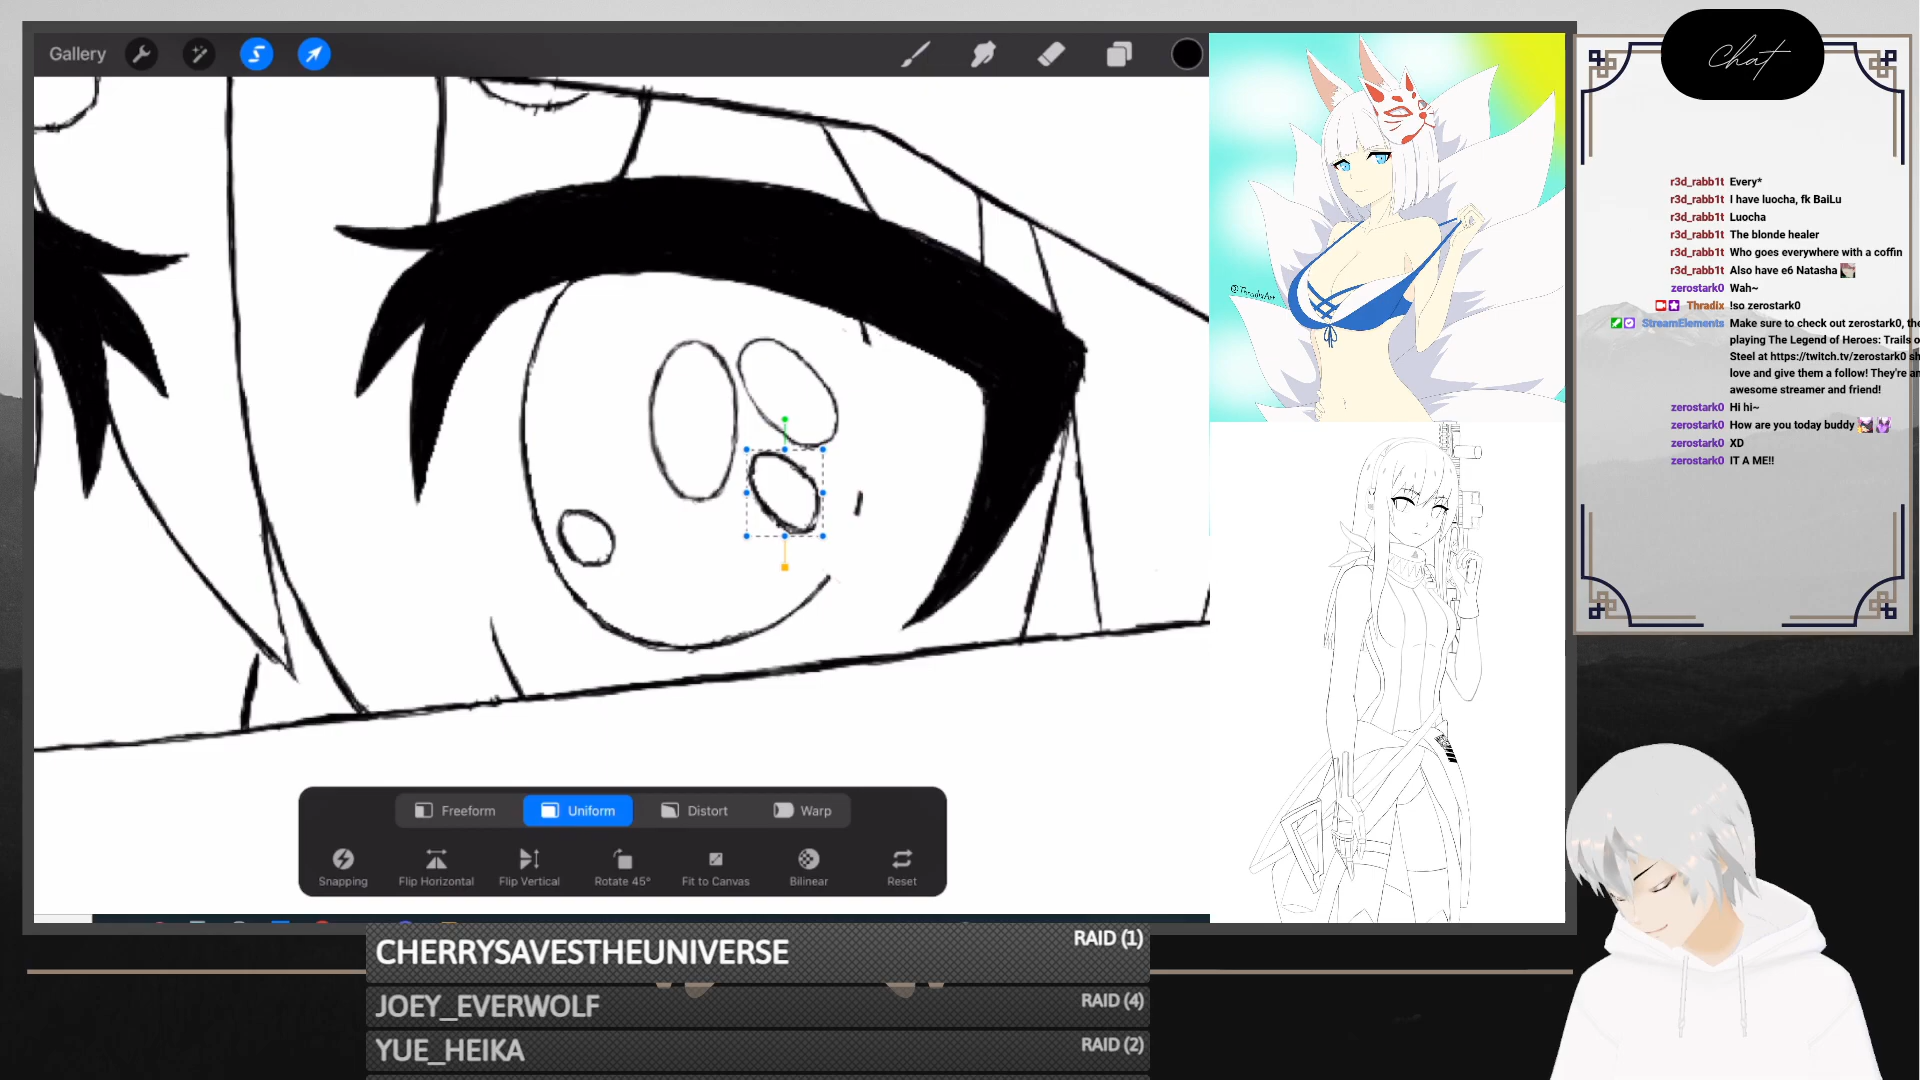 Gallery
Chat
@ThradixArt
r3d_rabb1t Every*
r3d_rabb1t I have luocha, fk BaiLu
r3d_rabb1t Luocha
r3d_rabb1t The blonde healer
r3d_rabb1t Who goes everywhere with a coffin
r3d_rabb1t Also have e6 Natasha
zerostark0 Wah~
Thradix !so zerostark0
StreamElements Make sure to check out zerostark0, the
playing The Legend of Heroes: Trails o
Steel at https://twitch.tv/zerostark0 sh
love and give them a follow! They're an
awesome streamer and friend!
zerostark0 Hi hi~
zerostark0 How are you today buddy
zerostark0 XD
zerostark0 IT A ME!!
Freeform Uniform Distort Warp
Snapping Flip Horizontal Flip Vertical Rotate 45° Fit to Canvas Bilinear Reset
CHERRYSAVESTHEUNIVERSE RAID (1)
JOEY_EVERWOLF RAID (4)
YUE_HEIKA RAID (2)